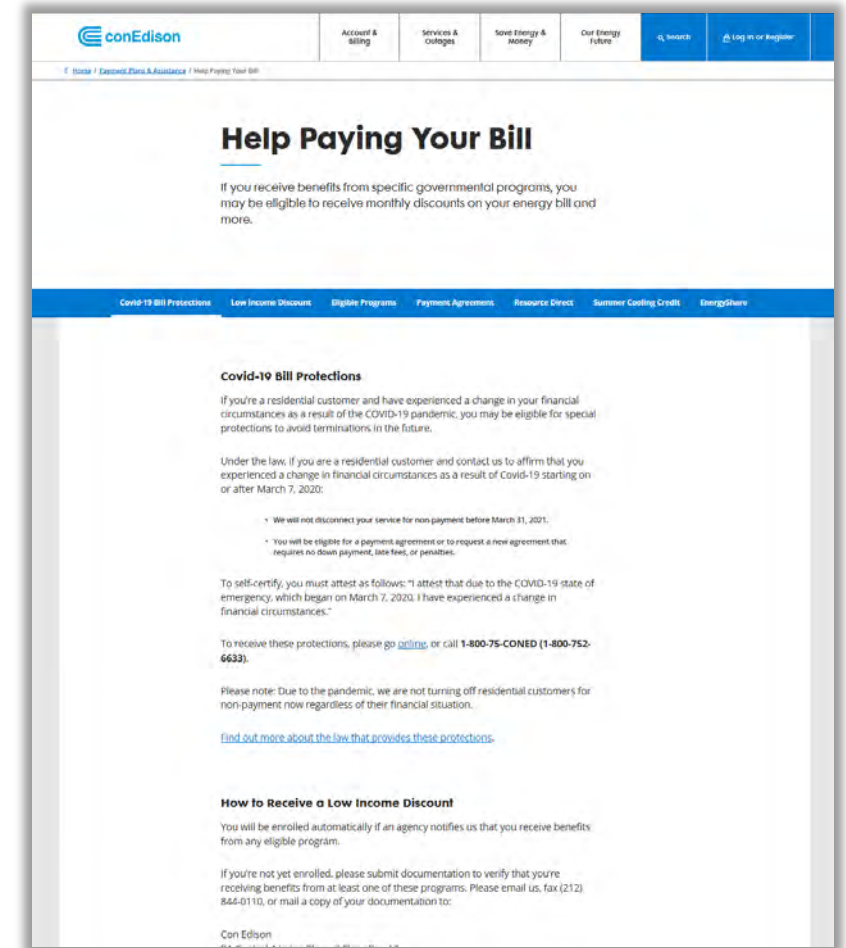 conEdison
Account &
Billing
Services &
Outages
Save Energy &
Money
Our Energy
Future
Search
Log in or Register
Home / Payment Plans & Assistance / Help Paying Your Bill
Help Paying Your Bill
If you receive benefits from specific governmental programs, you
may be eligible to receive monthly discounts on your energy bill and
more.
Covid-19 Bill Protections
Low Income Discount
Eligible Programs
Payment Agreement
Resource Direct
Summer Cooling Credit
EnergyShare
Covid-19 Bill Protections
If you're a residential customer and have experienced a change in your financial
circumstances as a result of the COVID-19 pandemic, you may be eligible for special
protections to avoid terminations in the future.
Under the law, if you are a residential customer and contact us to affirm that you
experienced a change in financial circumstances as a result of Covid-19 starting on
or after March 7, 2020:
• We will not disconnect your service for non-payment before March 31, 2021.
• You will be eligible for a payment agreement or to request a new agreement that
requires no down payment, late fees, or penalties.
To self-certify, you must attest as follows: "I attest that due to the COVID-19 state of
emergency, which began on March 7, 2020, I have experienced a change in
financial circumstances."
To receive these protections, please go online, or call 1-800-75-CONED (1-800-752-
6633).
Please note: Due to the pandemic, we are not turning off residential customers for
non-payment now regardless of their financial situation.
Find out more about the law that provides these protections.
How to Receive a Low Income Discount
You will be enrolled automatically if an agency notifies us that you receive benefits
from any eligible program.
If you're not yet enrolled, please submit documentation to verify that you're
receiving benefits from at least one of these programs. Please email us, fax (212)
844-0110, or mail a copy of your documentation to:
Con Edison